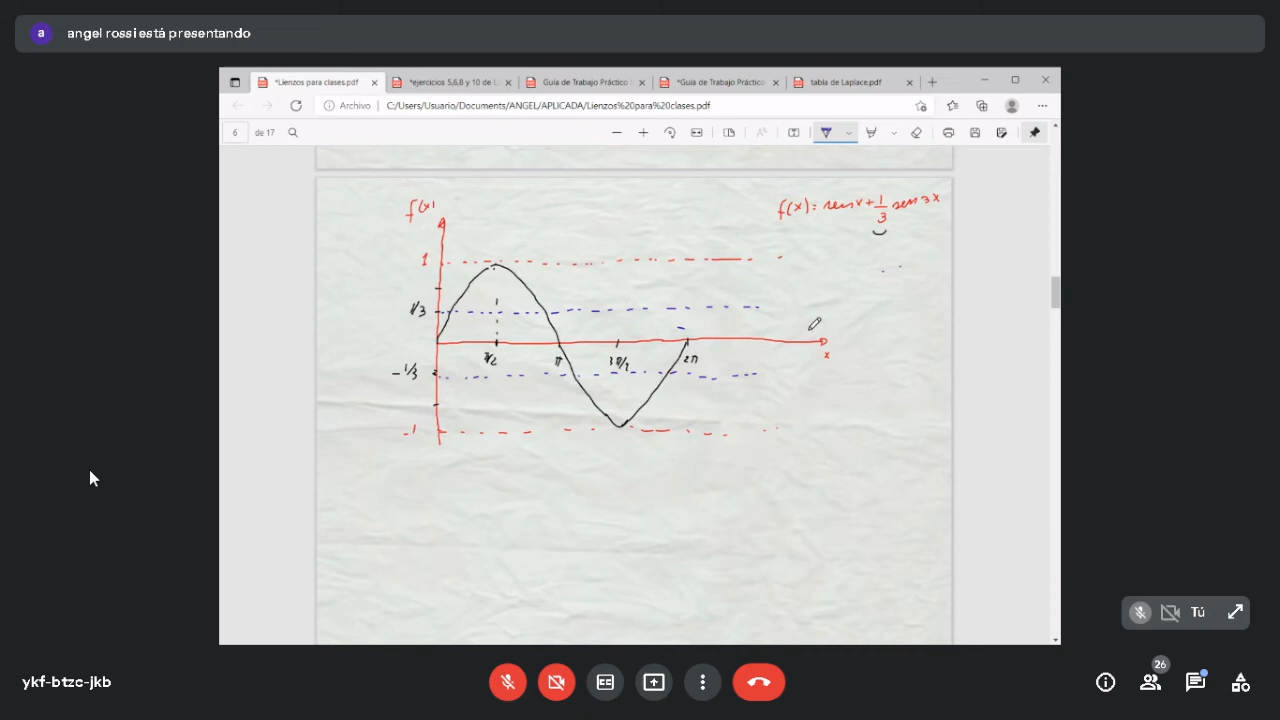 a angel rossi está presentando
*Lienzos para clases.pdf
*ejercicios 5,6,8 y 10 de L
Guia de Trabajo Práctico
*Guia de Trabajo Práctico
tabla de Laplace.pdf
Archivo C:/Users/Usuario/Documents/ANGEL/APLICADA/Lienzos%20para%20clases.pdf
6 de 17
f(x)
f(x)= sen x + 1/3 sen 3x
1
1/3
π/2 π 3π/2 2π
x
-1/3
-1
Tú
ykf-btzc-jkb
CC
26